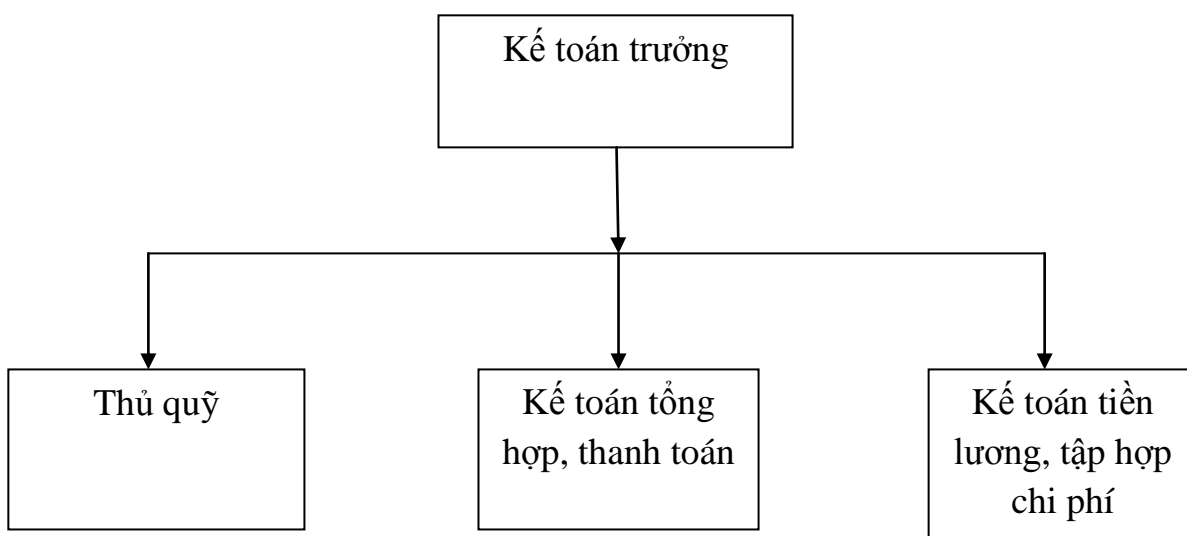 Kế toán trưởng
Thủ quỹ
Kế toán tổng
hợp, thanh toán
Kế toán tiền
lương, tập hợp
chi phí